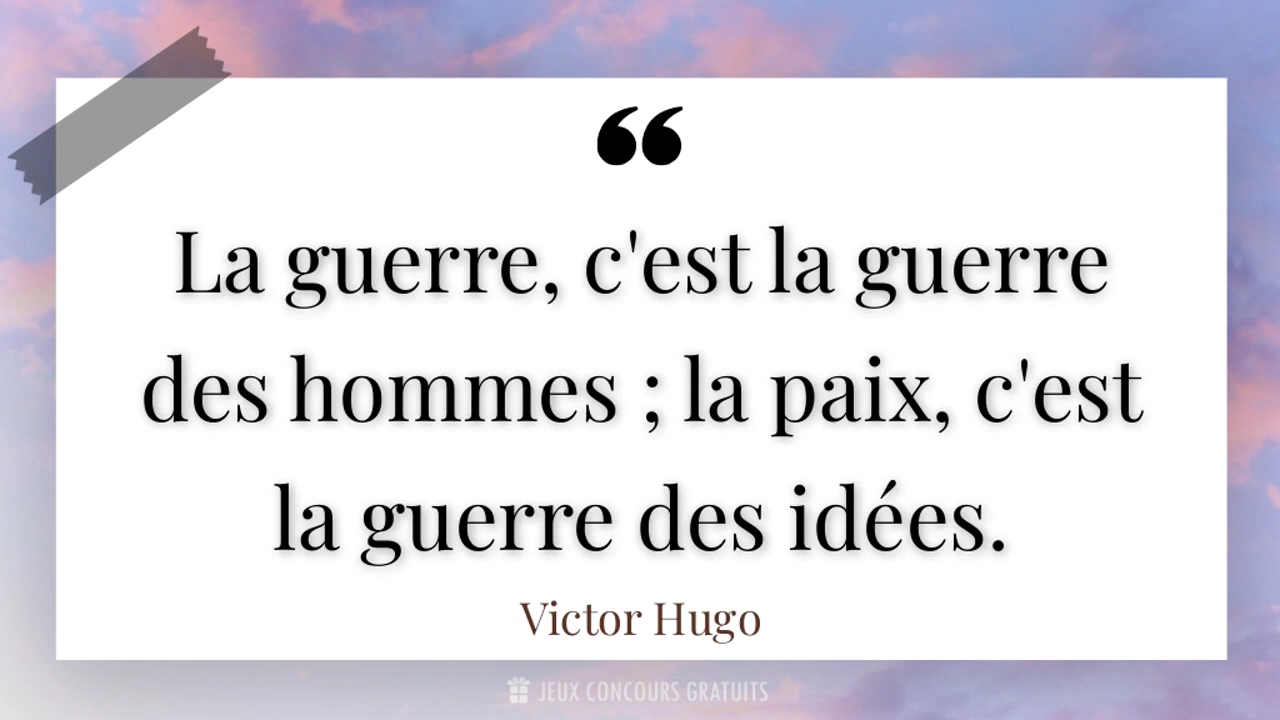 “
La guerre, c'est la guerre
des hommes ; la paix, c'est
la guerre des idées.
Victor Hugo
JEUX CONCOURS GRATUITS